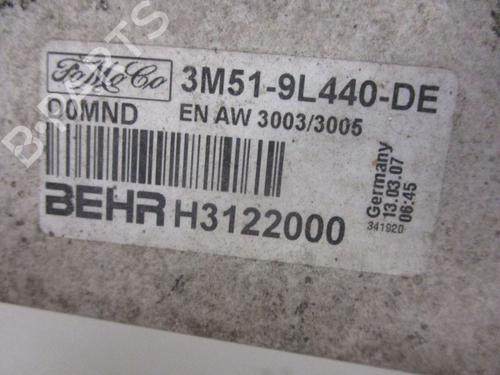 FoMoCo 3M51-9L440-DE
D0MND EN AW 3003/3005
BEHR H3122000
Germany
13.03.07
06:45
341920
B-PARTS